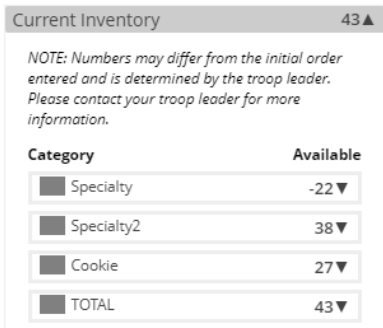 Current Inventory 43▲
NOTE: Numbers may differ from the initial order
entered and is determined by the troop leader.
Please contact your troop leader for more
information.
Category Available
Specialty -22▼
Specialty2 38▼
Cookie 27▼
TOTAL 43▼